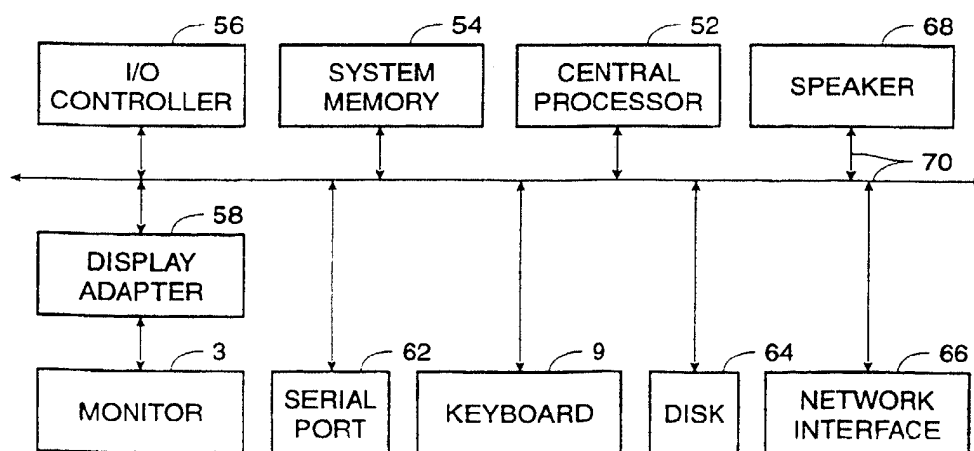 56
54
52
68
I/O
CONTROLLER
SYSTEM
MEMORY
CENTRAL
PROCESSOR
SPEAKER
70
58
DISPLAY
ADAPTER
3
62
9
64
66
MONITOR
SERIAL
PORT
KEYBOARD
DISK
NETWORK
INTERFACE